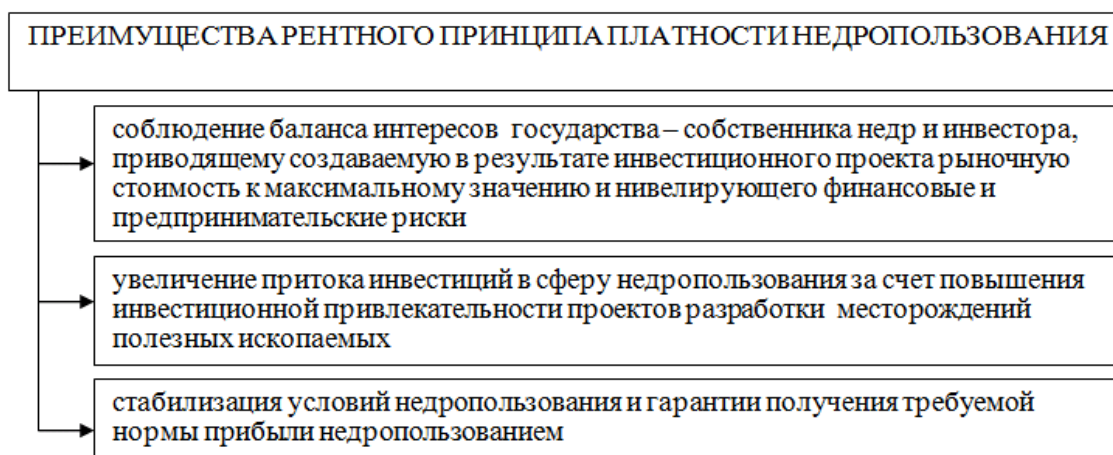 ПРЕИМУЩЕСТВА РЕНТНОГО ПРИНЦИПА ПЛАТНОСТИ НЕДРОПОЛЬЗОВАНИЯ
соблюдение баланса интересов государства – собственника недр и инвестора,
приводящему создаваемую в результате инвестиционного проекта рыночную
стоимость к максимальному значению и нивелирующего финансовые и
предпринимательские риски
увеличение притока инвестиций в сферу недропользования за счет повышения
инвестиционной привлекательности проектов разработки месторождений
полезных ископаемых
стабилизация условий недропользования и гарантии получения требуемой
нормы прибыли недропользованием